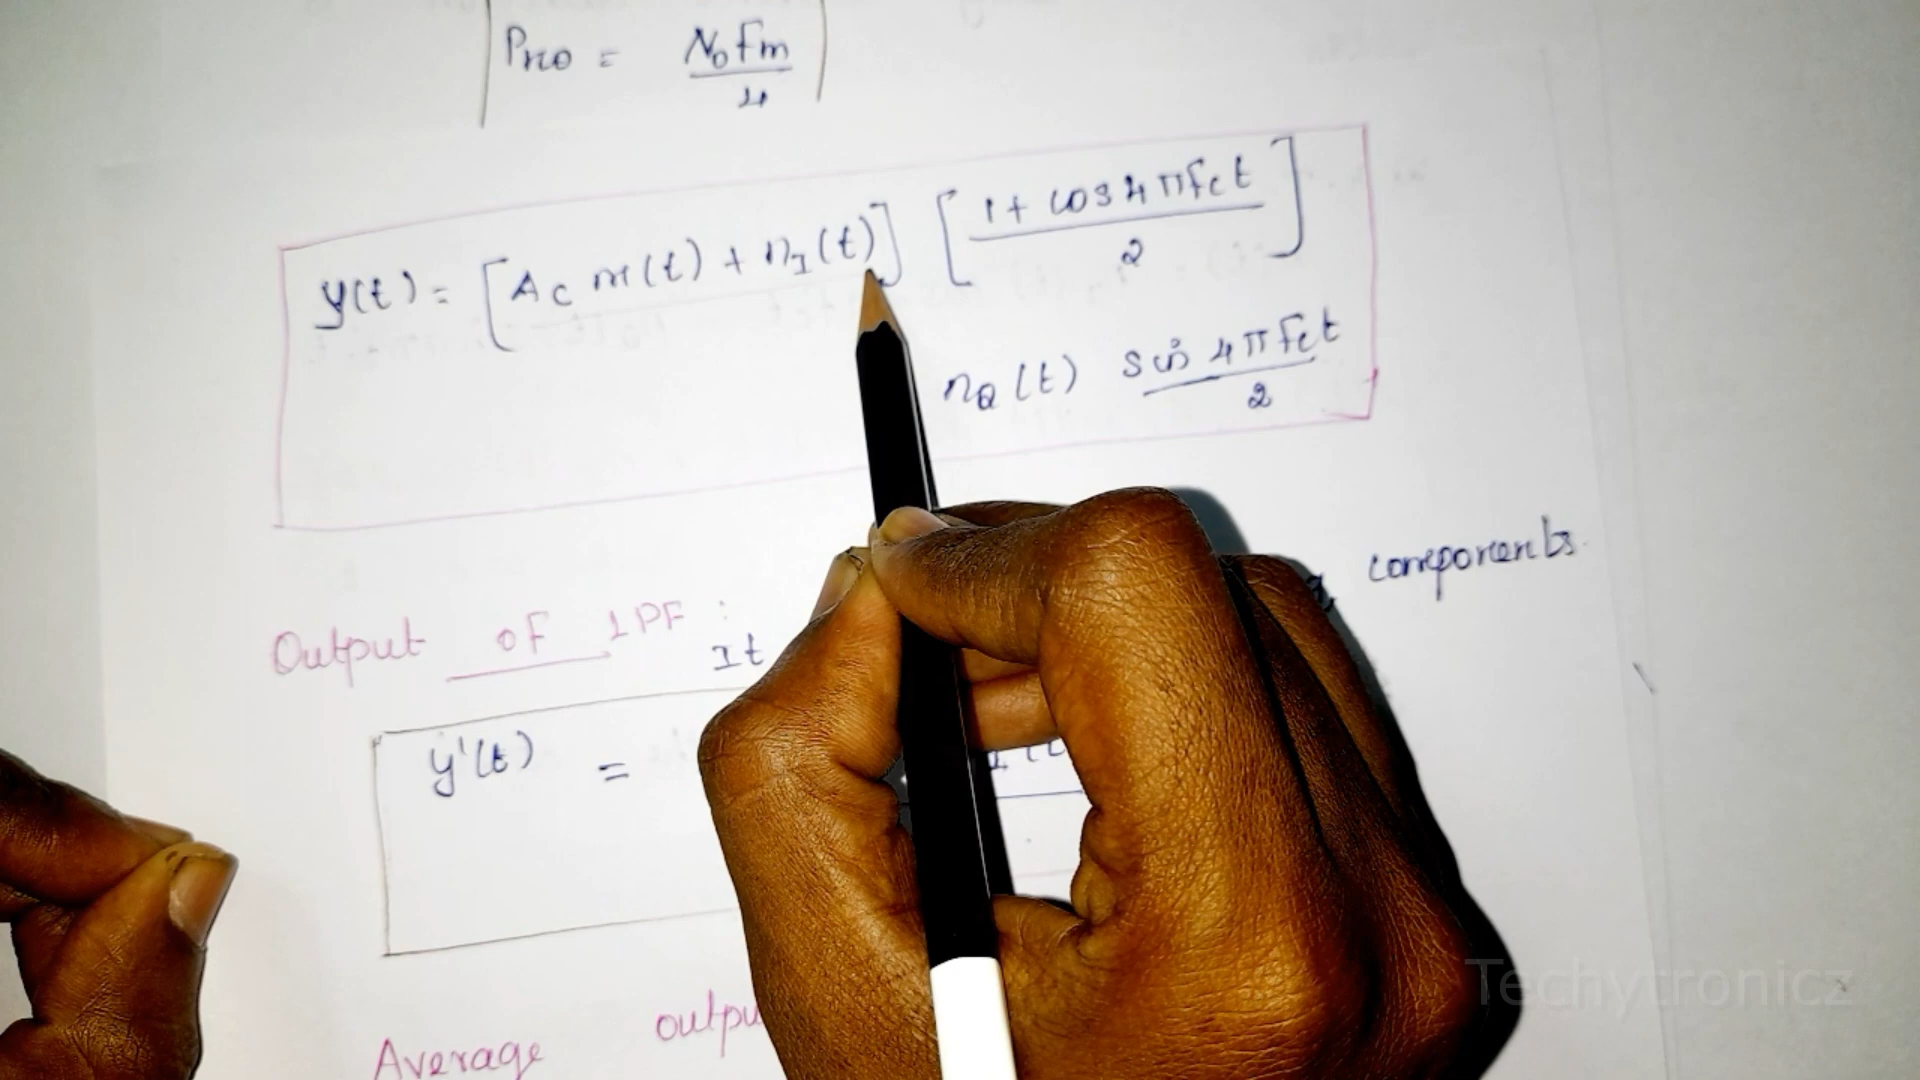 Pno = N₀fm/4
y(t) = [Ac m(t) + nI(t)] [1 + cos 4πfct / 2]
nQ(t) sin 4πfct / 2
Output of LPF :
It components.
y'(t) =
Average
Techytronicz